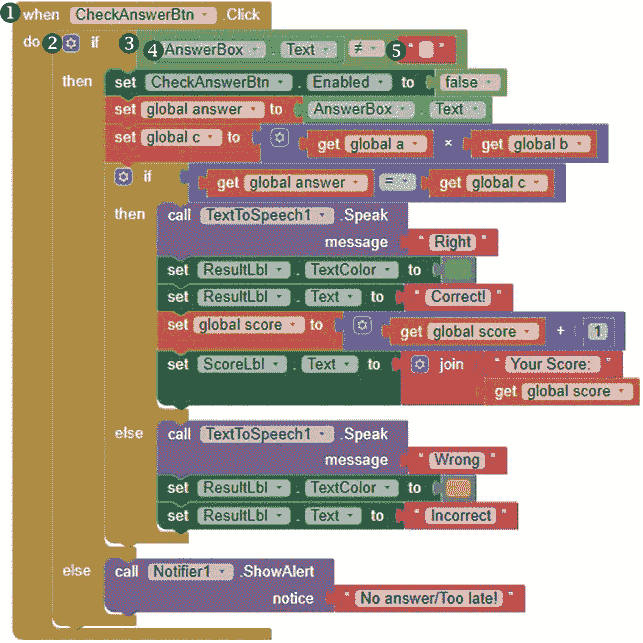 1 when CheckAnswerBtn .Click
do 2 if 3 4 AnswerBox . Text ≠ 5 " "
then set CheckAnswerBtn . Enabled to false
set global answer to AnswerBox . Text
set global c to get global a × get global b
if get global answer = get global c
then call TextToSpeech1 .Speak
message " Right "
set ResultLbl . TextColor to
set ResultLbl . Text to " Correct! "
set global score to get global score + 1
set ScoreLbl . Text to join " Your Score: "
get global score
else call TextToSpeech1 .Speak
message " Wrong "
set ResultLbl . TextColor to
set ResultLbl . Text to " Incorrect "
else call Notifier1 .ShowAlert
notice " No answer/Too late! "